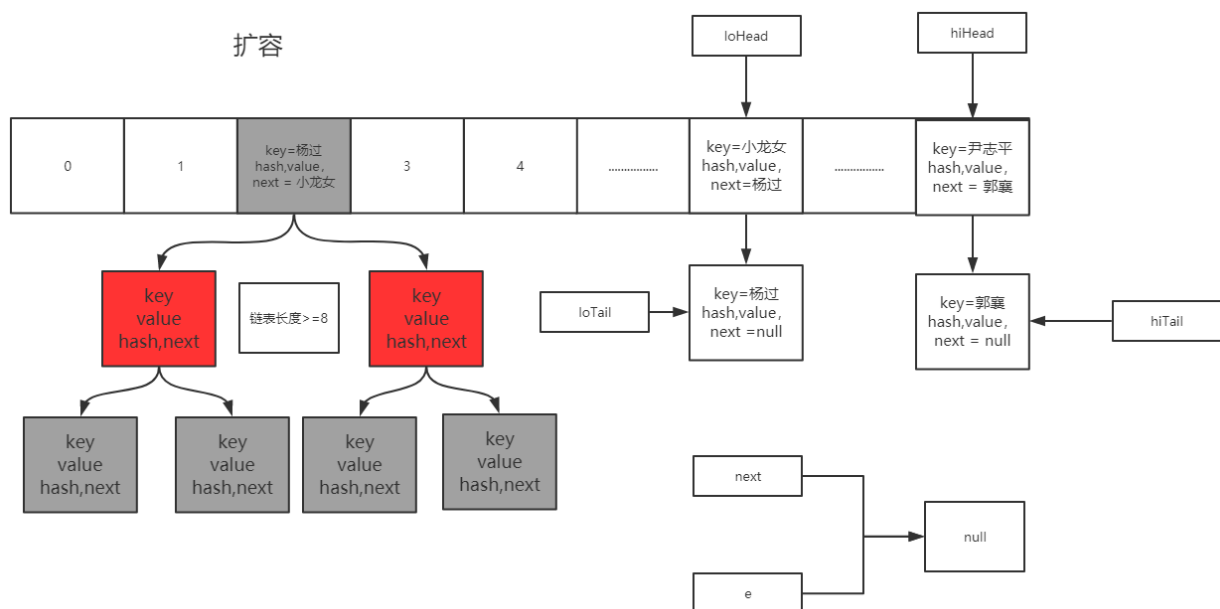 扩容
loHead
hiHead
0
1
key=杨过
hash,value，
next = 小龙女
3
4
...............
key=小龙女
hash,value，
next=杨过
...............
key=尹志平
hash,value，
next = 郭襄
key
value
hash,next
链表长度>=8
key
value
hash,next
loTail
key=杨过
hash,value，
next =null
key=郭襄
hash,value，
next = null
hiTail
key
value
hash,next
key
value
hash,next
key
value
hash,next
key
value
hash,next
next
null
e